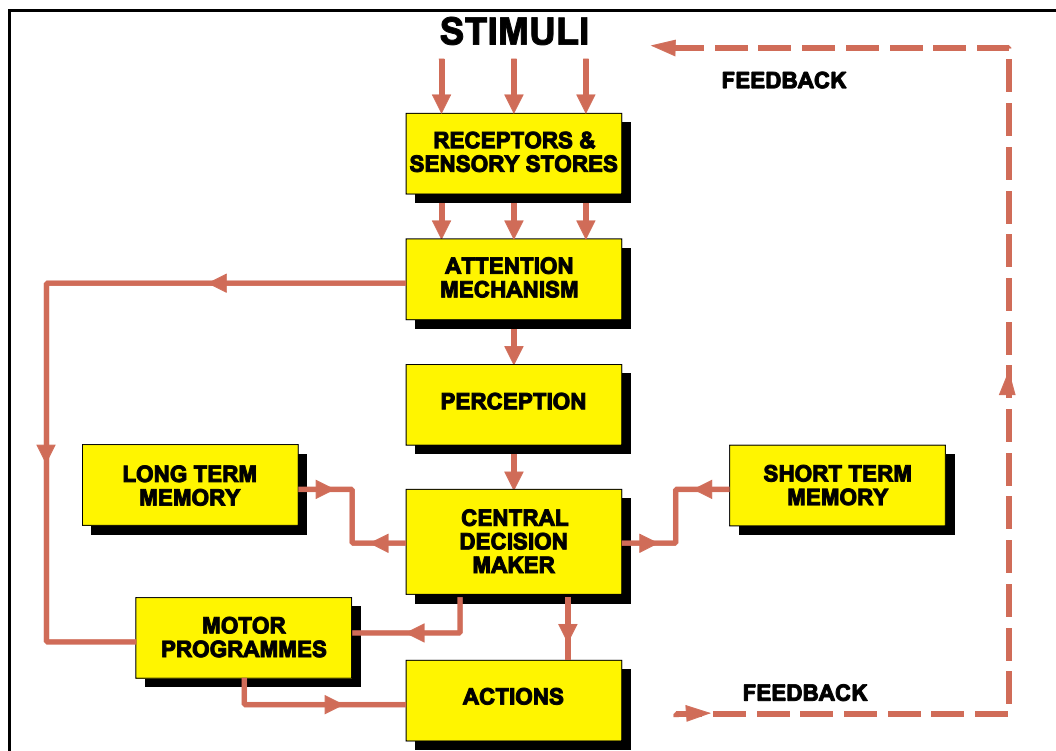 STIMULI
FEEDBACK
RECEPTORS &
SENSORY STORES
ATTENTION
MECHANISM
PERCEPTION
LONG TERM
MEMORY
SHORT TERM
MEMORY
CENTRAL
DECISION
MAKER
MOTOR
PROGRAMMES
ACTIONS
FEEDBACK